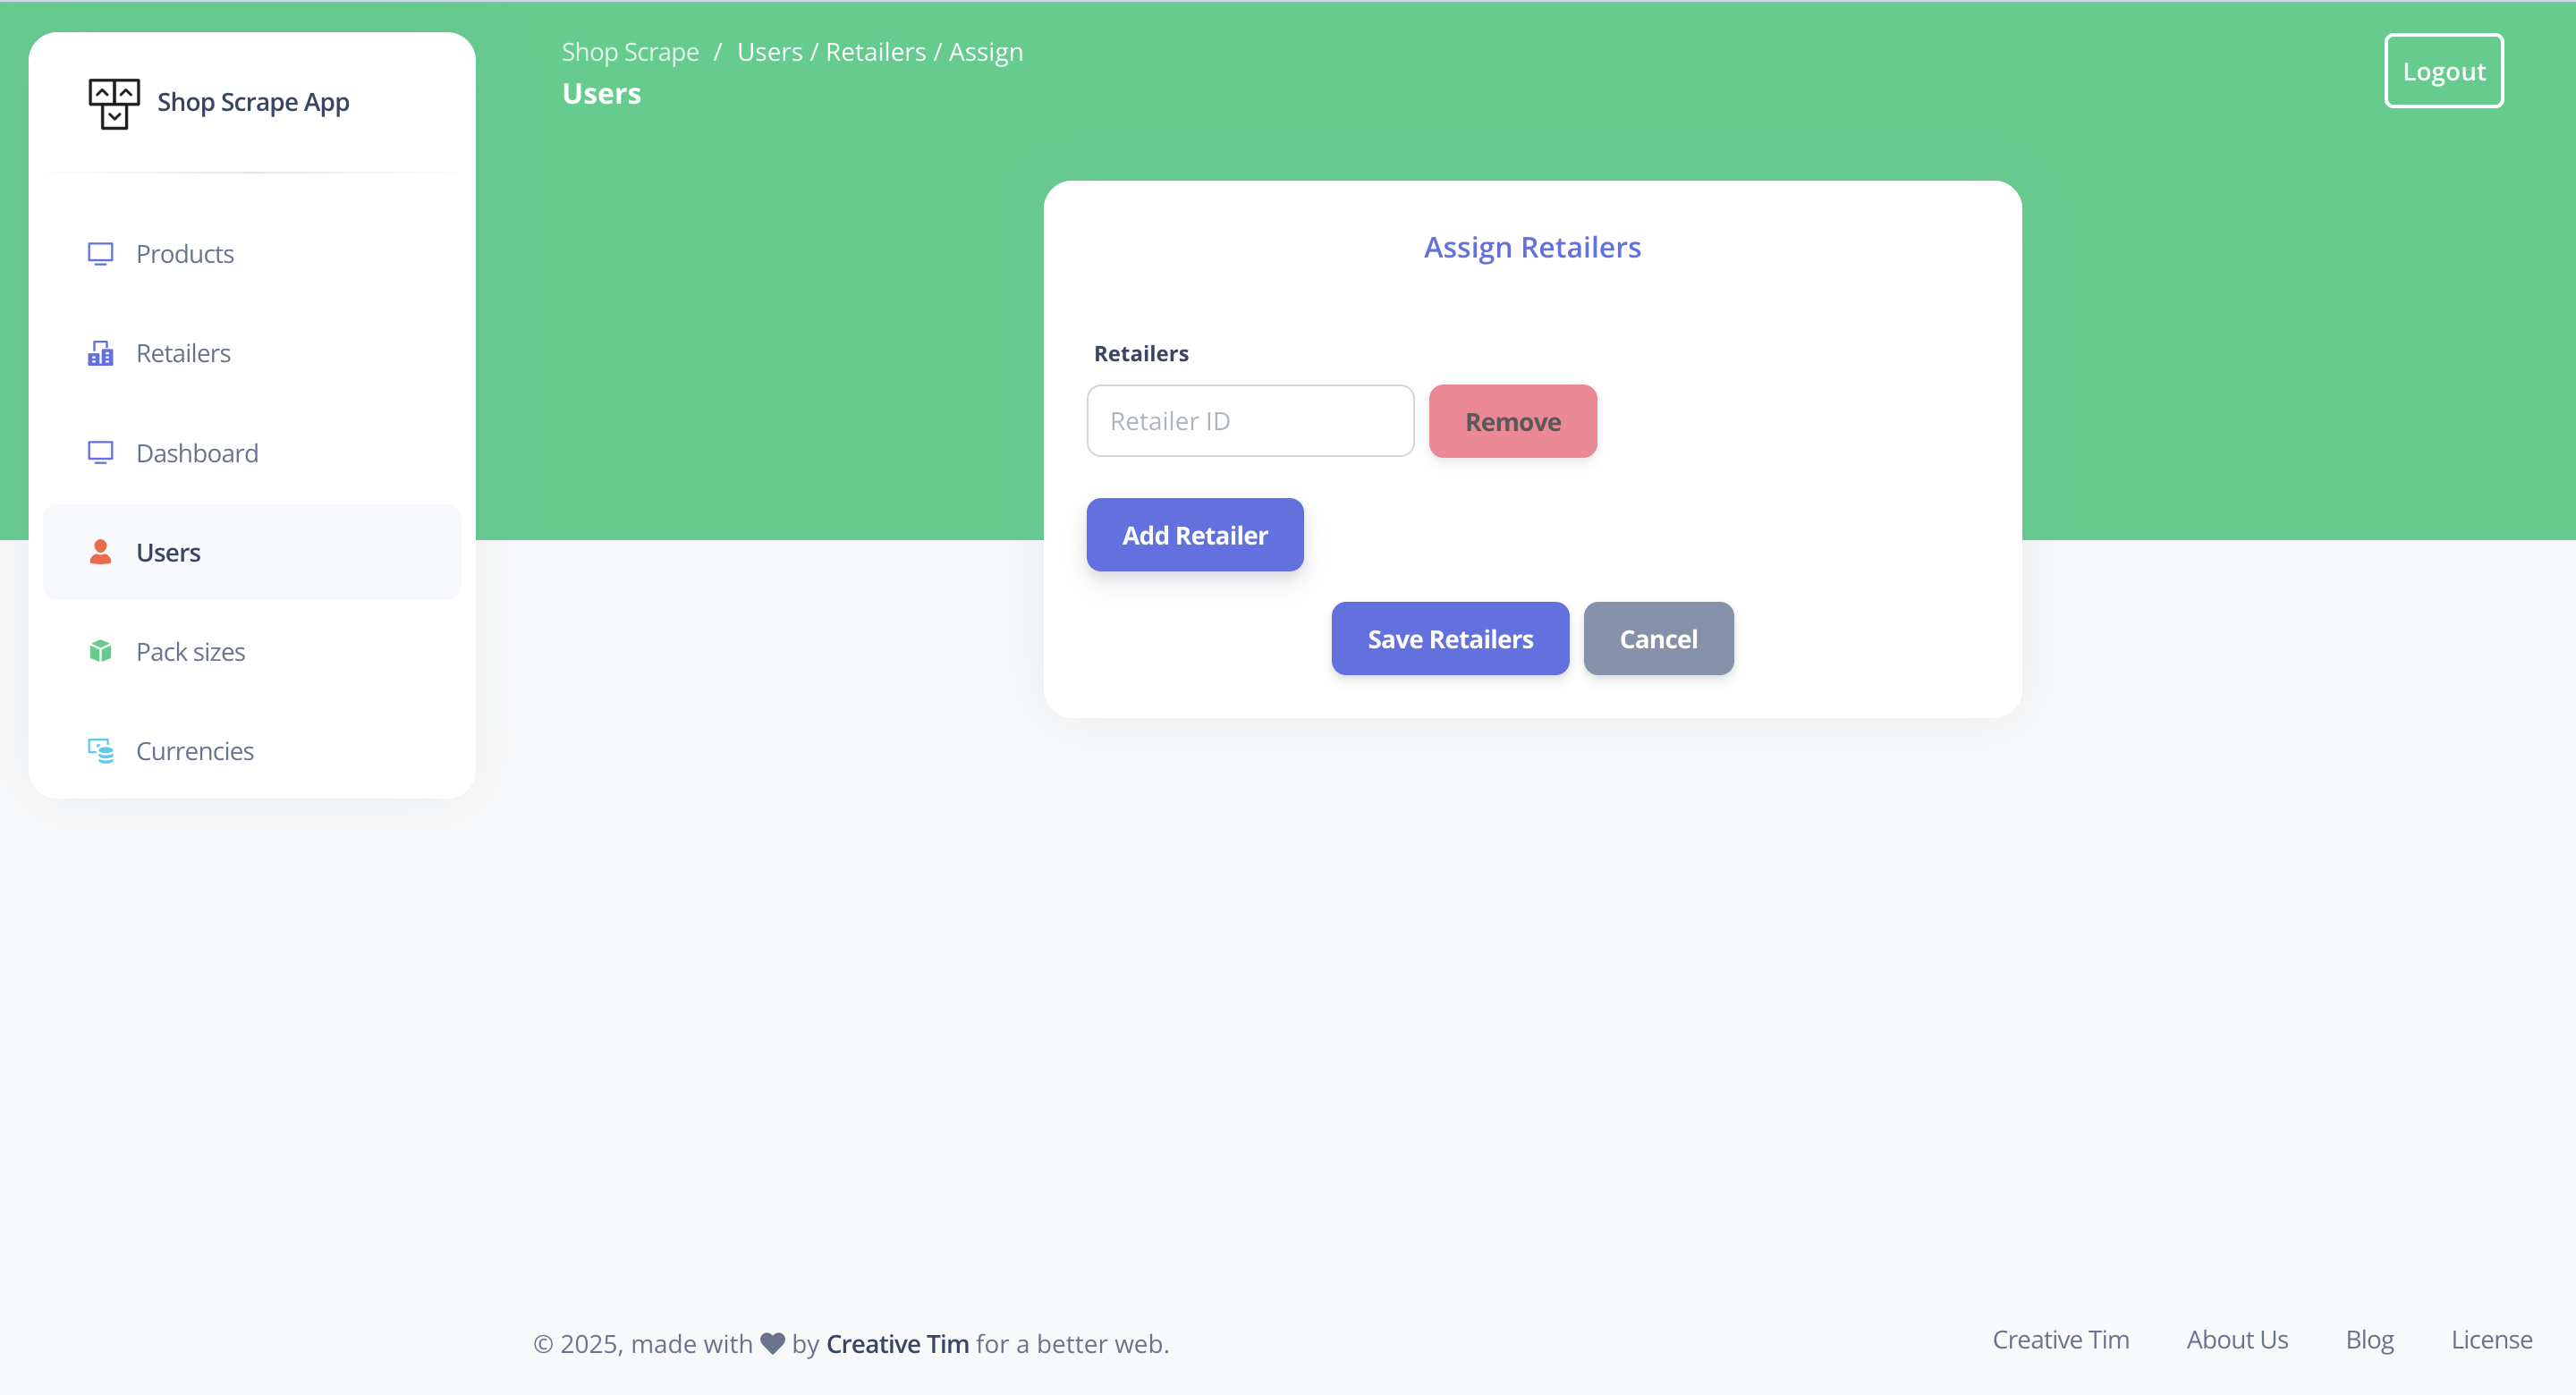 Shop Scrape App
Products
Retailers
Dashboard
Users
Pack sizes
Currencies
Shop Scrape / Users / Retailers / Assign
Users
Logout
Assign Retailers
Retailers
Retailer ID
Remove
Add Retailer
Save Retailers
Cancel
© 2025, made with ♥ by Creative Tim for a better web.
Creative Tim
About Us
Blog
License